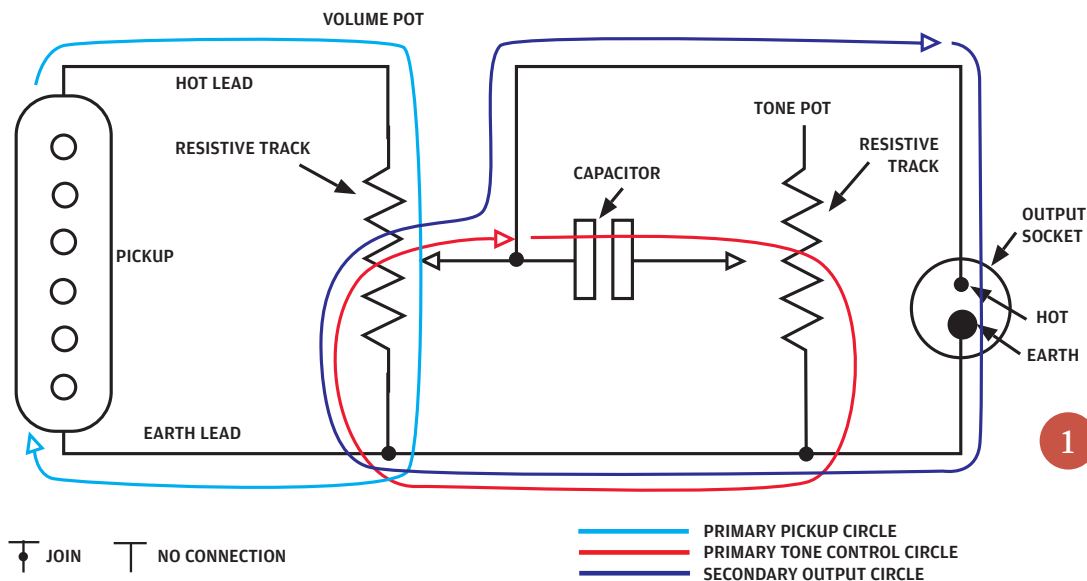 VOLUME POT
HOT LEAD
TONE POT
RESISTIVE TRACK
RESISTIVE
TRACK
CAPACITOR
OUTPUT
SOCKET
PICKUP
HOT
EARTH
EARTH LEAD
1
JOIN
NO CONNECTION
PRIMARY PICKUP CIRCLE
PRIMARY TONE CONTROL CIRCLE
SECONDARY OUTPUT CIRCLE